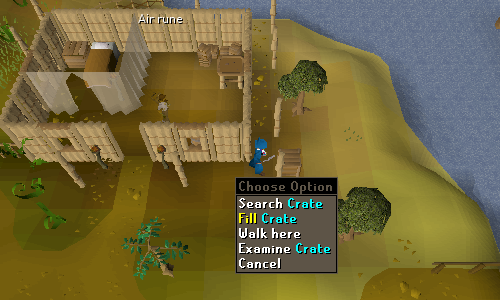 Air rune
Choose Option
Search Crate
Fill Crate
Walk here
Examine Crate
Cancel